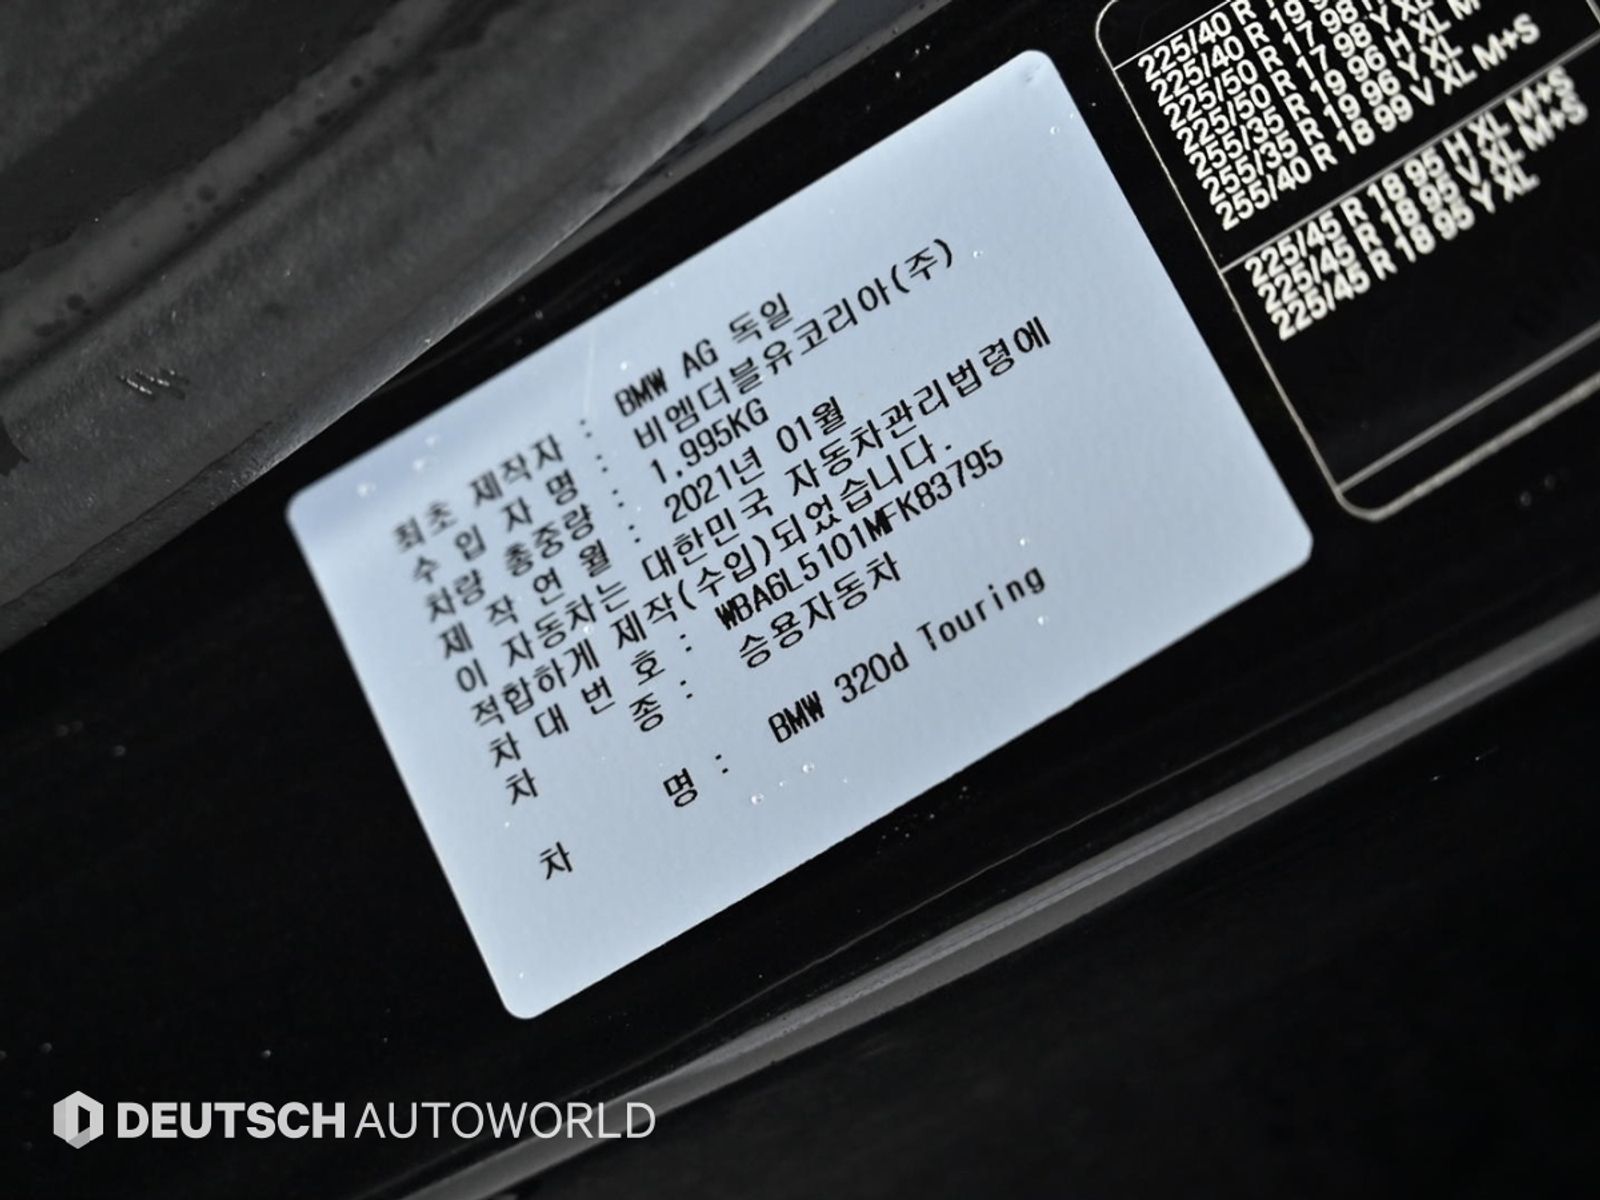 최초 제작자 : BMW AG 독일
수 입 자 명 : 비엠더블유코리아(주)
차량 총중량 : 1.995KG
제 작 연 월 : 2021년 01월
이 자동차는 대한민국 자동차관리법령에
적합하게 제작(수입)되었습니다.
차 대 번 호 : WBA6L5101MFK83795
차 종 : 승용자동차
차 명 : BMW 320d Touring
225/40 R 19
225/40 R 19
225/50 R 17 98
225/50 R 17 98 Y XL
255/35 R 19 96 H XL M
255/35 R 19 96 Y XL
255/40 R 18 99 V XL M+S
225/45 R 18 95 H XL M+S
225/45 R 18 95 V XL M+S
225/45 R 18 95 Y XL
DEUTSCH AUTOWORLD